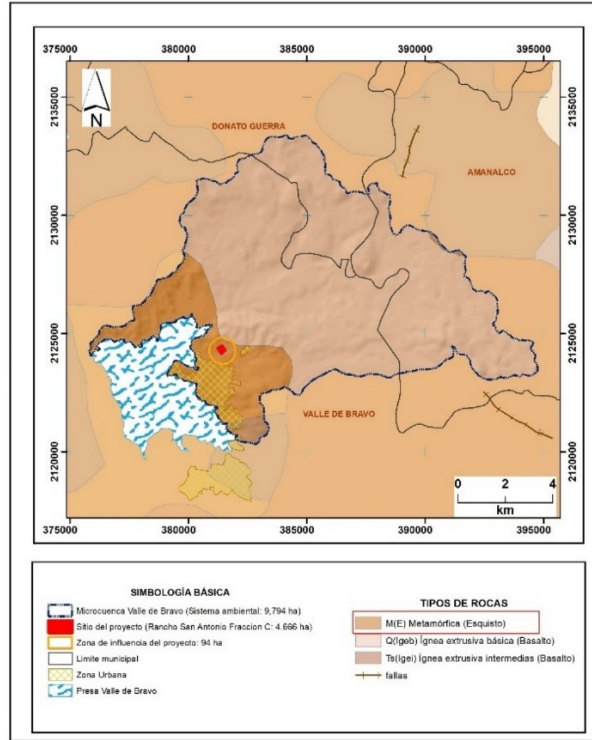 375000 380000 385000 390000 395000
2135000 2135000
N
DONATO GUERRA
AMANALCO
2130000 2130000
2125000 2125000
VALLE DE BRAVO
2120000 2120000
0 2 4
km
375000 380000 385000 390000 395000
SIMBOLOGÍA BÁSICA
Microcuenca Valle de Bravo (Sistema ambiental: 9,794 ha)
Sitio del proyecto (Rancho San Antonio Fraccion C: 4.666 ha)
Zona de influencia del proyecto: 94 ha
Limite municipal
Zona Urbana
Presa Valle de Bravo
TIPOS DE ROCAS
M(E) Metamórfica (Esquisto)
Q(Igeb) Ígnea extrusiva básica (Basalto)
Ts(Igei) Ígnea extrusiva intermedias (Basalto)
fallas